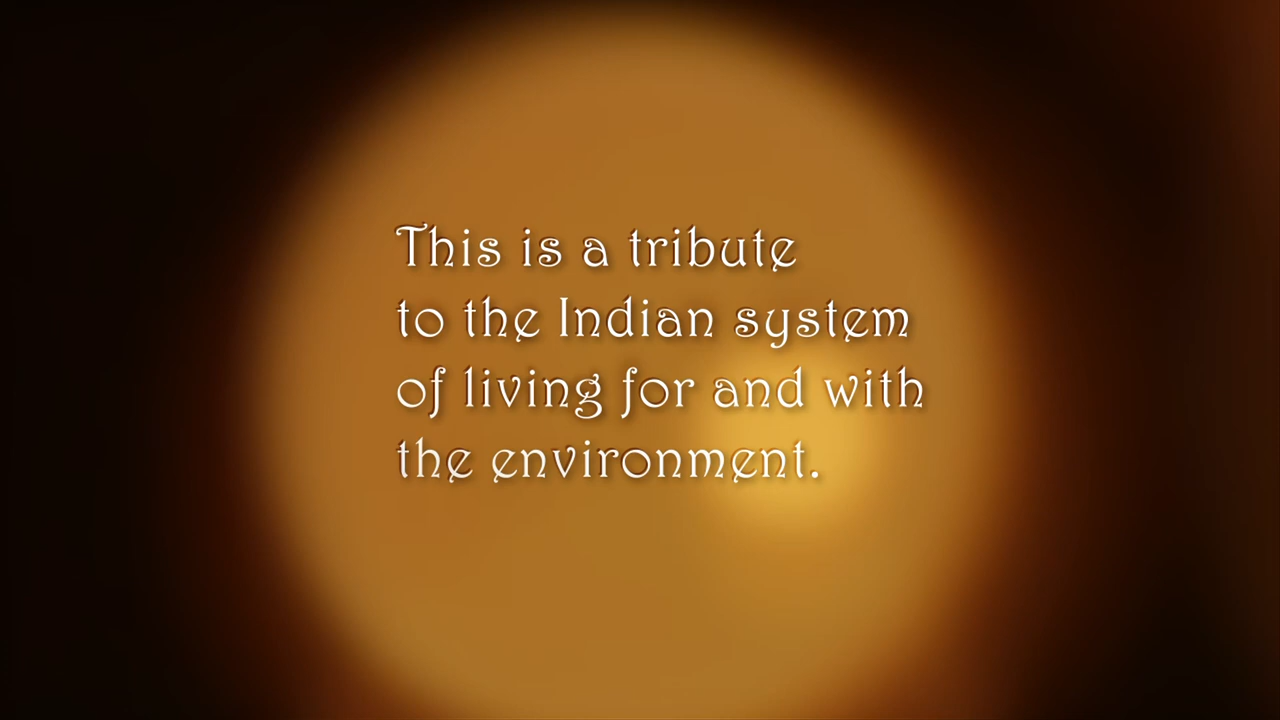 This is a tribute
to the Indian system
of living for and with
the environment.